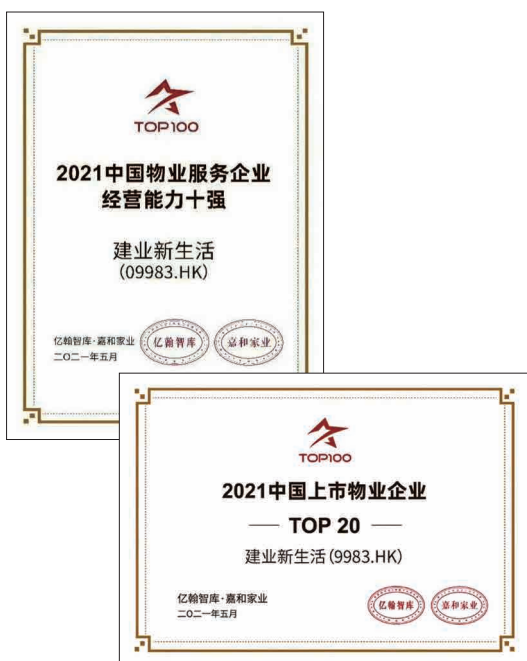 TOP100
2021中国物业服务企业
经营能力十强
建业新生活
(09983.HK)
亿翰智库·嘉和家业
二〇二一年五月
亿翰智库
嘉和家业
TOP100
2021中国上市物业企业
TOP 20
建业新生活(9983.HK)
亿翰智库·嘉和家业
二〇二一年五月
亿翰智库
嘉和家业